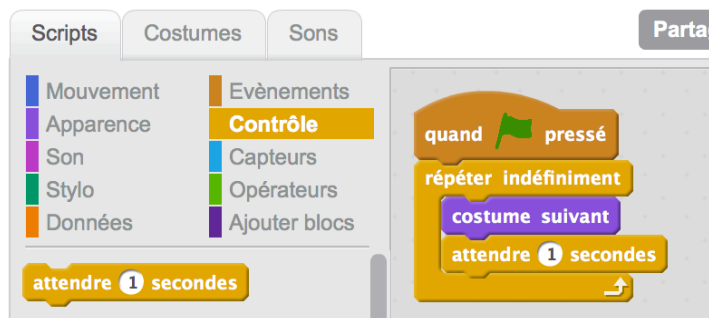 Scripts Costumes Sons
Mouvement Evènements
Apparence Contrôle
Son Capteurs
Stylo Opérateurs
Données Ajouter blocs
attendre 1 secondes
quand pressé
répéter indéfiniment
costume suivant
attendre 1 secondes